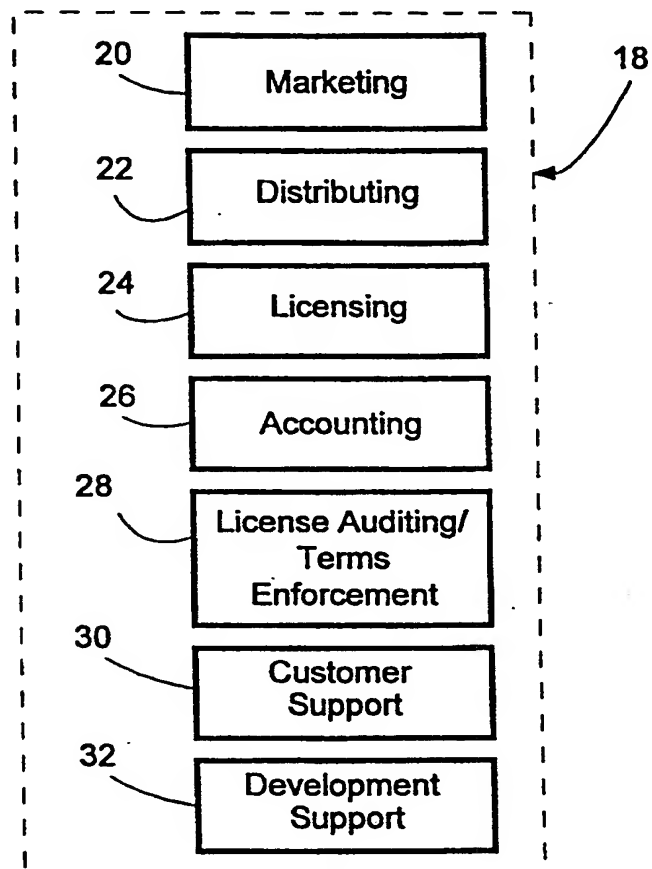 20
Marketing
18
22
Distributing
24
Licensing
26
Accounting
28
License Auditing/
Terms
Enforcement
30
Customer
Support
32
Development
Support